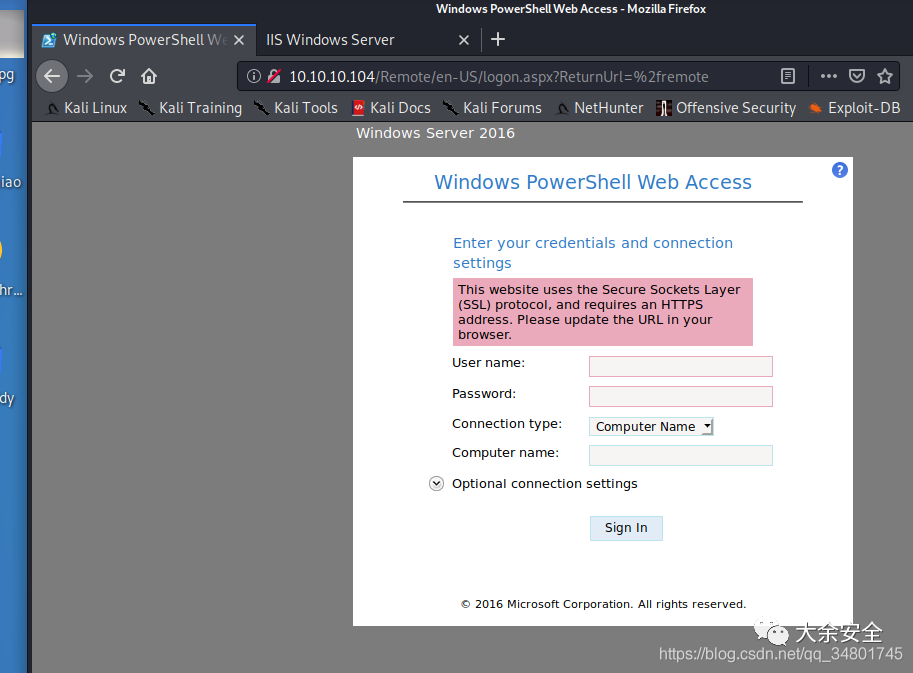 Windows PowerShell Web Access - Mozilla Firefox
Windows PowerShell We
IIS Windows Server
10.10.10.104/Remote/en-US/logon.aspx?ReturnUrl=%2fremote
Kali Linux Kali Training Kali Tools Kali Docs Kali Forums NetHunter Offensive Security Exploit-DB
pg
iao
hr...
dy
Windows Server 2016
Windows PowerShell Web Access
?
Enter your credentials and connection
settings
This website uses the Secure Sockets Layer
(SSL) protocol, and requires an HTTPS
address. Please update the URL in your
browser.
User name:
Password:
Connection type: Computer Name
Computer name:
Optional connection settings
Sign In
© 2016 Microsoft Corporation. All rights reserved.
大余安全
https://blog.csdn.net/qq_34801745